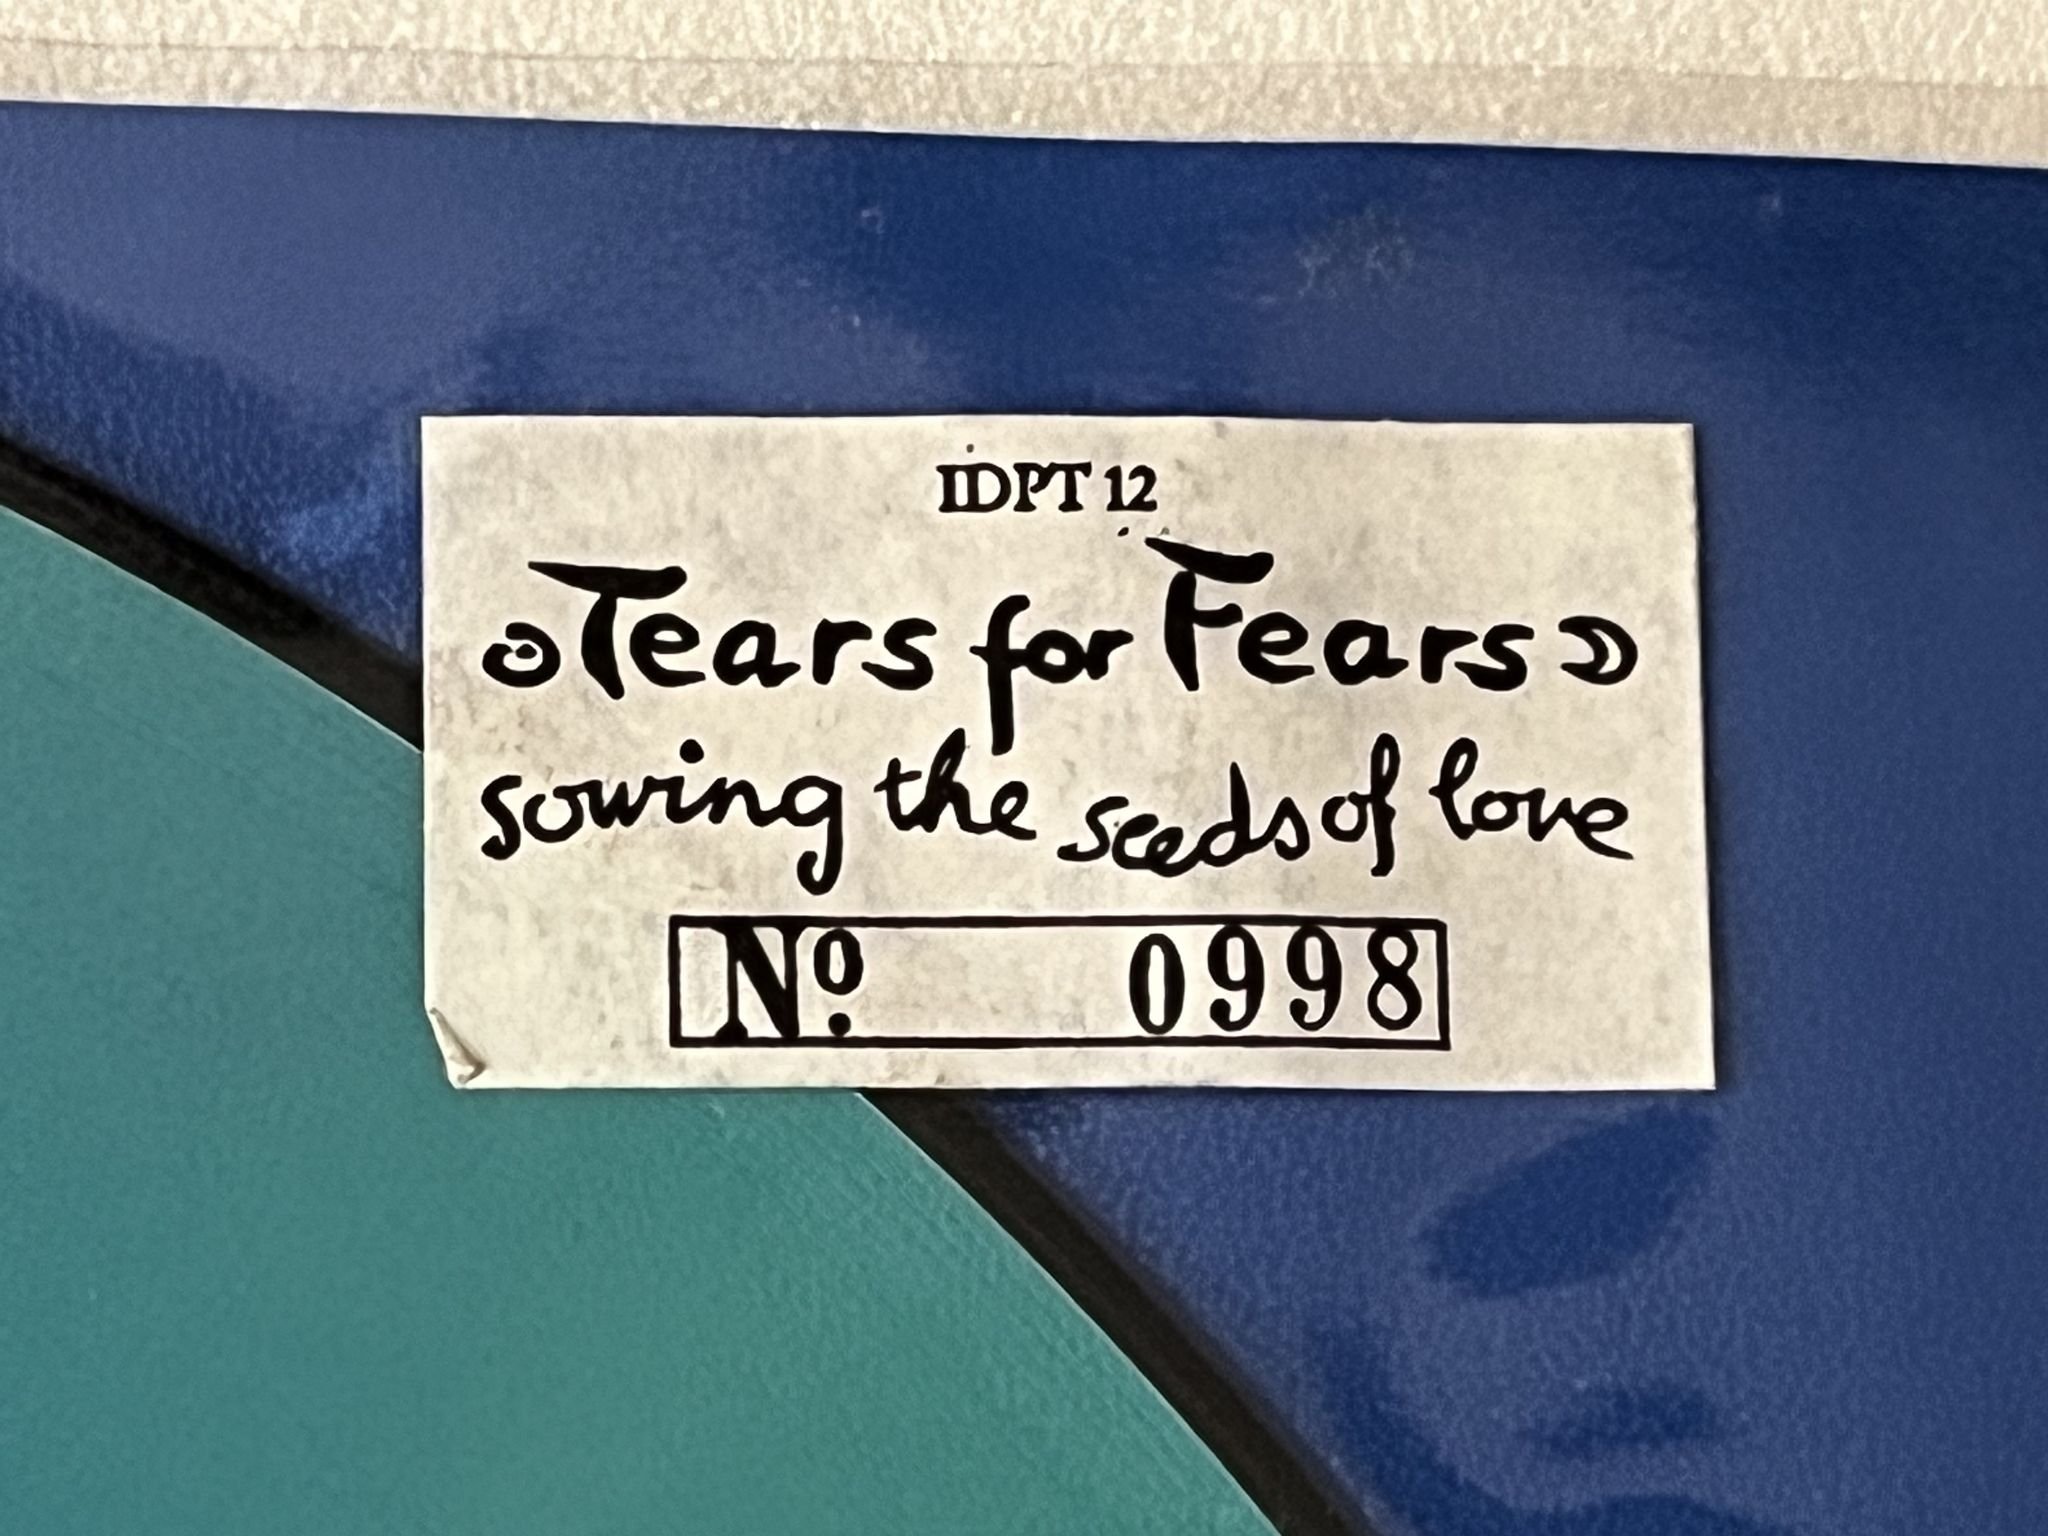 IDPT 12
Tears for Fears
sowing the seeds of love
Nº. 0998